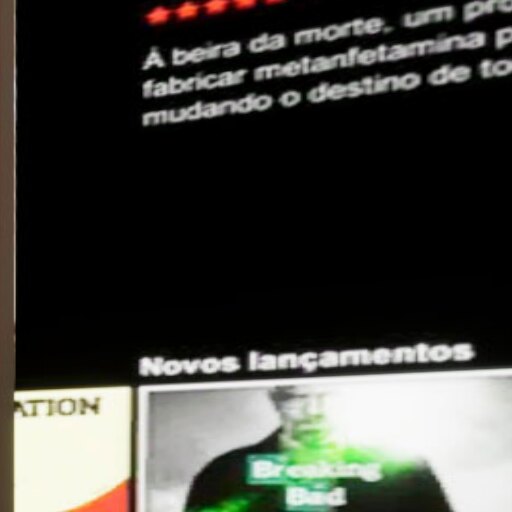 À beira da morte, um pro
fabricar metanfetamina p
mudando o destino de to
Novos lançamentos
ATION
Breaking
Bad